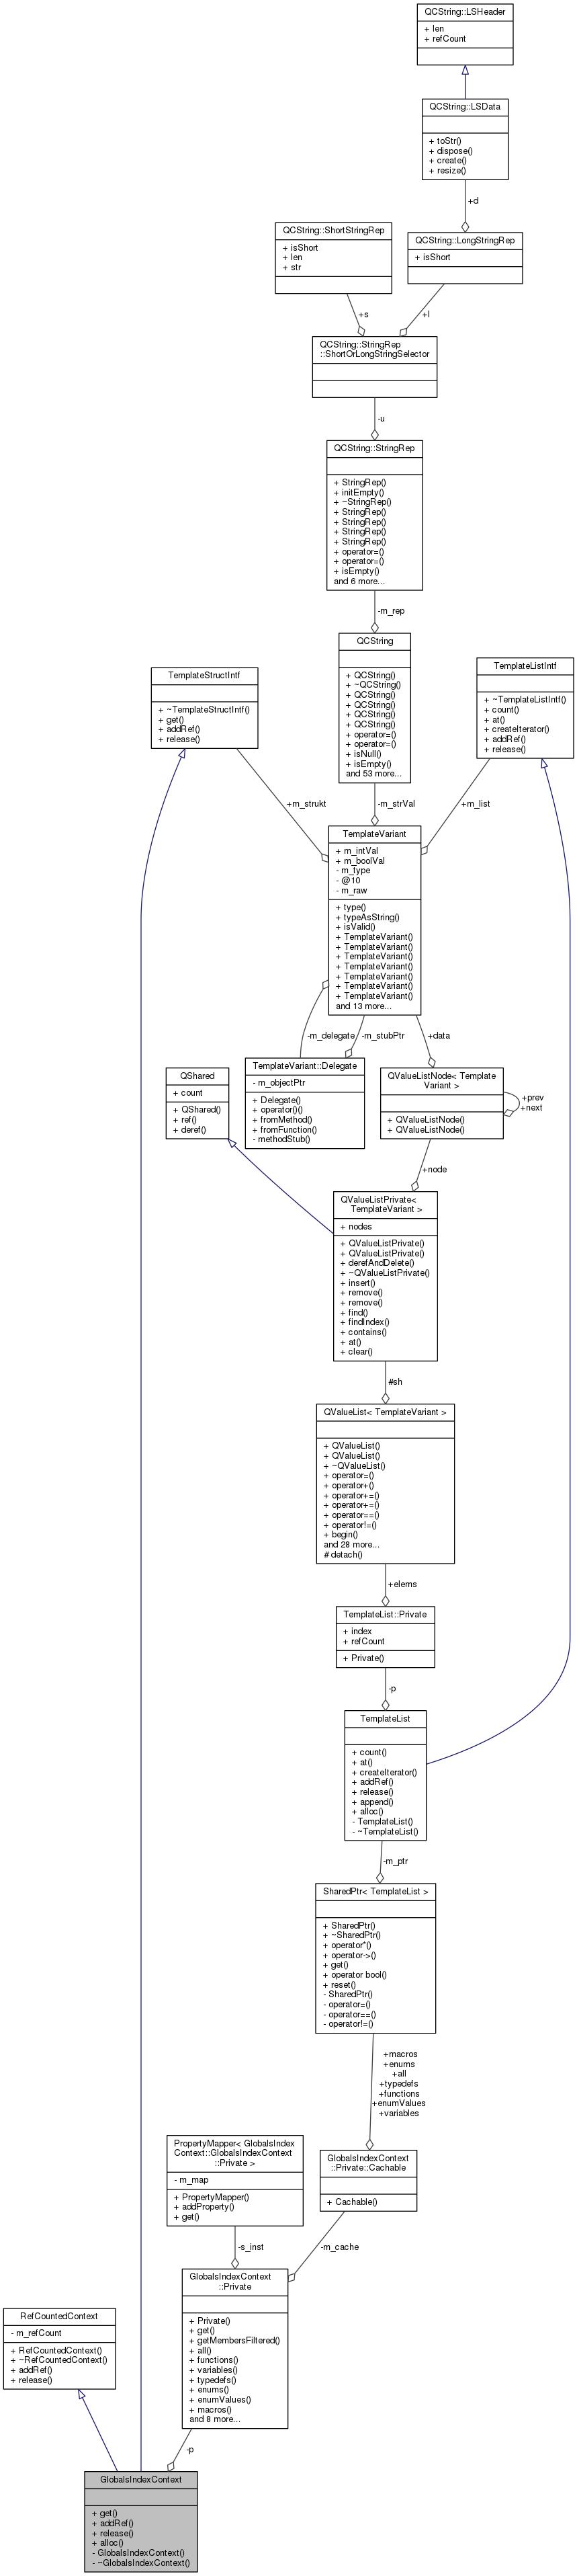 QCString::LSHeader
+ len
+ refCount
QCString::LSData
+ toStr()
+ dispose()
+ create()
+ resize()
+d
QCString::ShortStringRep
+ isShort
+ len
+ str
QCString::LongStringRep
+ isShort
+s
+l
QCString::StringRep
::ShortOrLongStringSelector
-u
QCString::StringRep
+ StringRep()
+ initEmpty()
+ ~StringRep()
+ StringRep()
+ StringRep()
+ StringRep()
+ StringRep()
+ operator=()
+ operator=()
+ isEmpty()
and 6 more...
-m_rep
QCString
+ QCString()
+ ~QCString()
+ QCString()
+ QCString()
+ QCString()
+ QCString()
+ operator=()
+ operator=()
+ isNull()
+ isEmpty()
and 53 more...
TemplateStructIntf
+ ~TemplateStructIntf()
+ get()
+ addRef()
+ release()
TemplateListIntf
+ ~TemplateListIntf()
+ count()
+ at()
+ createIterator()
+ addRef()
+ release()
+m_strukt
-m_strVal
+m_list
TemplateVariant
+ m_intVal
+ m_boolVal
- m_type
- @10
- m_raw
+ type()
+ typeAsString()
+ isValid()
+ TemplateVariant()
+ TemplateVariant()
+ TemplateVariant()
+ TemplateVariant()
+ TemplateVariant()
+ TemplateVariant()
+ TemplateVariant()
and 13 more...
-m_delegate
-m_stubPtr
+data
TemplateVariant::Delegate
- m_objectPtr
+ Delegate()
+ operator()()
+ fromMethod()
+ fromFunction()
- methodStub()
QShared
+ count
+ QShared()
+ ref()
+ deref()
QValueListNode< Template
Variant >
+ QValueListNode()
+ QValueListNode()
+prev
+next
+node
QValueListPrivate<
TemplateVariant >
+ nodes
+ QValueListPrivate()
+ QValueListPrivate()
+ derefAndDelete()
+ ~QValueListPrivate()
+ insert()
+ remove()
+ remove()
+ find()
+ findIndex()
+ contains()
+ at()
+ clear()
#sh
QValueList< TemplateVariant >
+ QValueList()
+ QValueList()
+ ~QValueList()
+ operator=()
+ operator+()
+ operator+=()
+ operator+=()
+ operator==()
+ operator!=()
+ begin()
and 28 more...
# detach()
+elems
TemplateList::Private
+ index
+ refCount
+ Private()
-p
TemplateList
+ count()
+ at()
+ createIterator()
+ addRef()
+ release()
+ append()
+ alloc()
- TemplateList()
- ~TemplateList()
-m_ptr
SharedPtr< TemplateList >
+ SharedPtr()
+ ~SharedPtr()
+ operator*()
+ operator->()
+ get()
+ operator bool()
+ reset()
- SharedPtr()
- operator=()
- operator==()
- operator!=()
+macros
+enums
+all
+typedefs
+functions
+enumValues
+variables
PropertyMapper< GlobalsIndex
Context::GlobalsIndexContext
::Private >
- m_map
+ PropertyMapper()
+ addProperty()
+ get()
GlobalsIndexContext
::Private::Cachable
+ Cachable()
-s_inst
-m_cache
GlobalsIndexContext
::Private
+ Private()
+ get()
+ getMembersFiltered()
+ all()
+ functions()
+ variables()
+ typedefs()
+ enums()
+ enumValues()
+ macros()
and 8 more...
RefCountedContext
- m_refCount
+ RefCountedContext()
+ ~RefCountedContext()
+ addRef()
+ release()
-p
GlobalsIndexContext
+ get()
+ addRef()
+ release()
+ alloc()
- GlobalsIndexContext()
- ~GlobalsIndexContext()